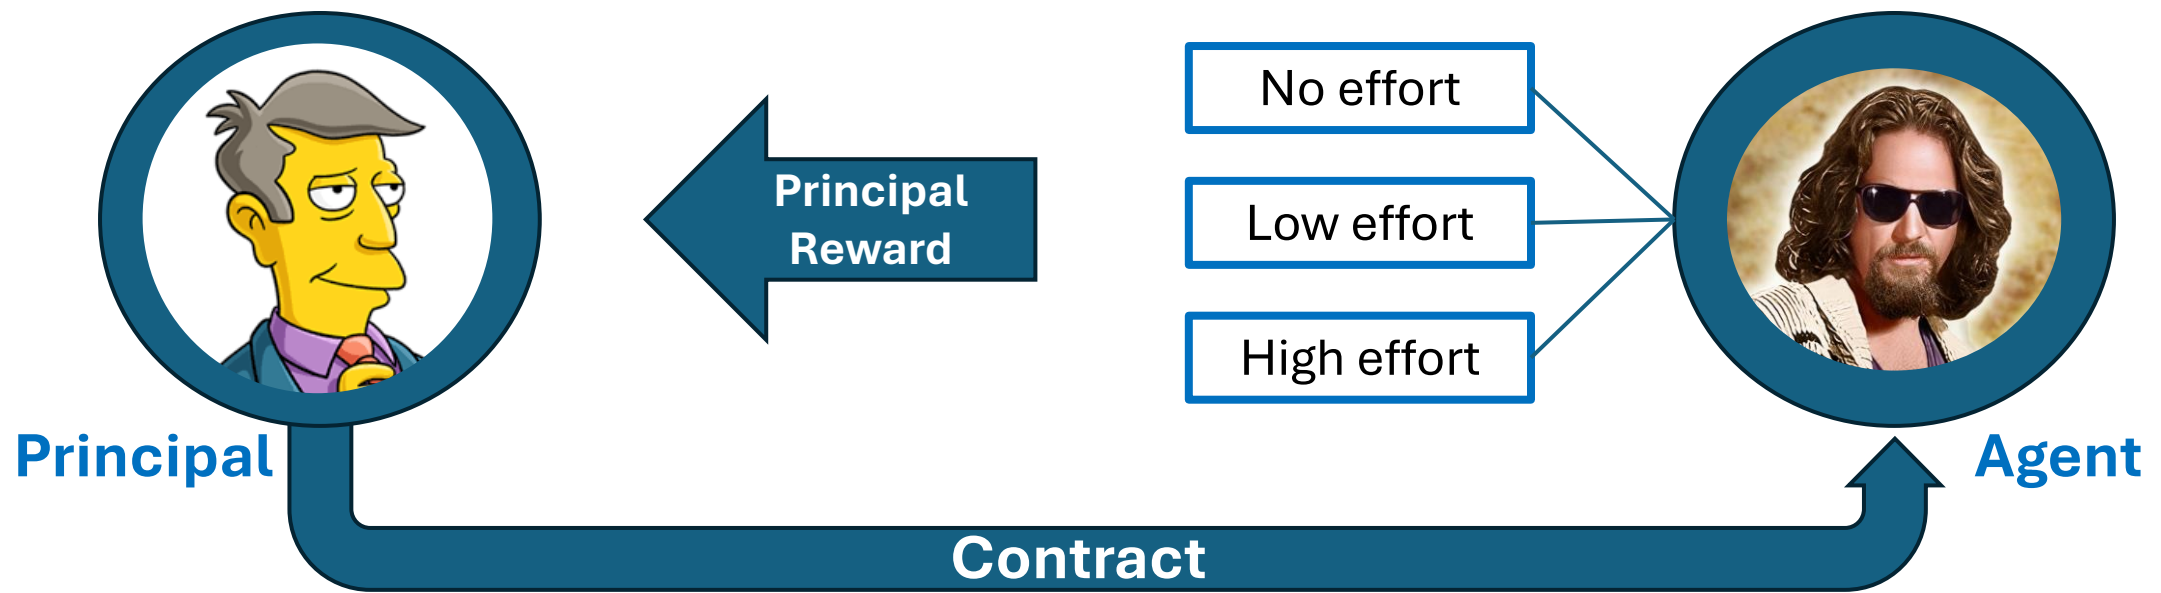 No effort
Principal
Reward
Low effort
High effort
Principal
Agent
Contract